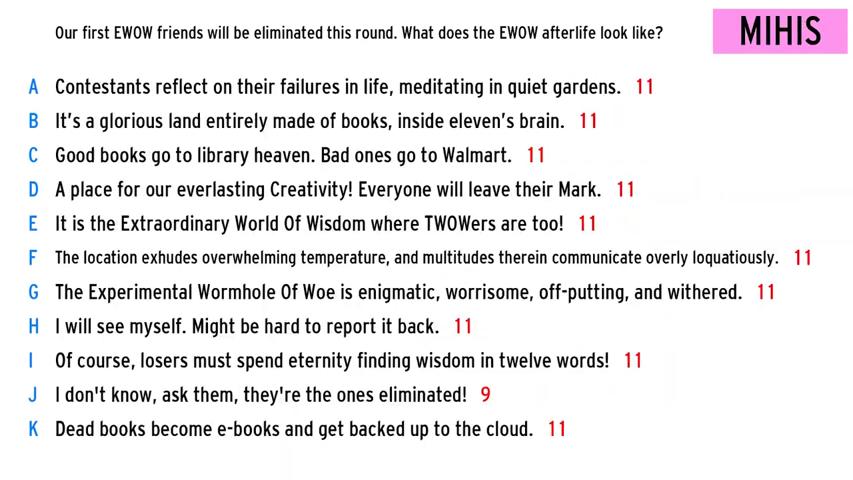 Our first EWOW friends will be eliminated this round. What does the EWOW afterlife look like?
MIHIS
A Contestants reflect on their failures in life, meditating in quiet gardens. 11
B It's a glorious land entirely made of books, inside eleven's brain. 11
C Good books go to library heaven. Bad ones go to Walmart. 11
D A place for our everlasting Creativity! Everyone will leave their Mark. 11
E It is the Extraordinary World Of Wisdom where TWOWers are too! 11
F The location exhudes overwhelming temperature, and multitudes therein communicate overly loquatiously. 11
G The Experimental Wormhole Of Woe is enigmatic, worrisome, off-putting, and withered. 11
H I will see myself. Might be hard to report it back. 11
I Of course, losers must spend eternity finding wisdom in twelve words! 11
J I don't know, ask them, they're the ones eliminated! 9
K Dead books become e-books and get backed up to the cloud. 11